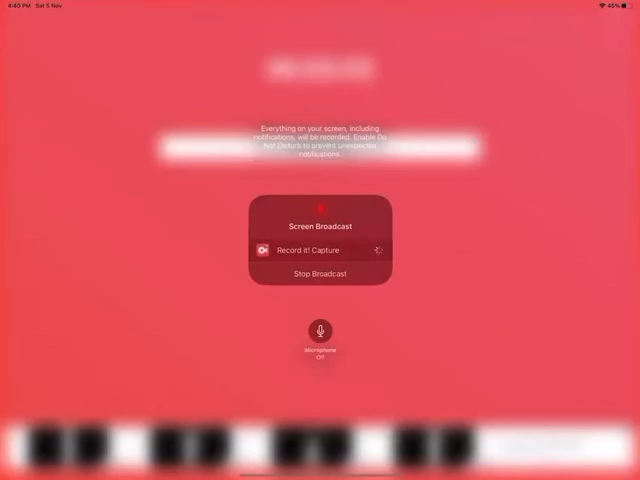 4:40 PM Sat 5 Nov
45%
Everything on your screen, including
notifications, will be recorded. Enable Do
Not Disturb to prevent unexpected
notifications.
Screen Broadcast
Record it! Capture
Stop Broadcast
Microphone
Off